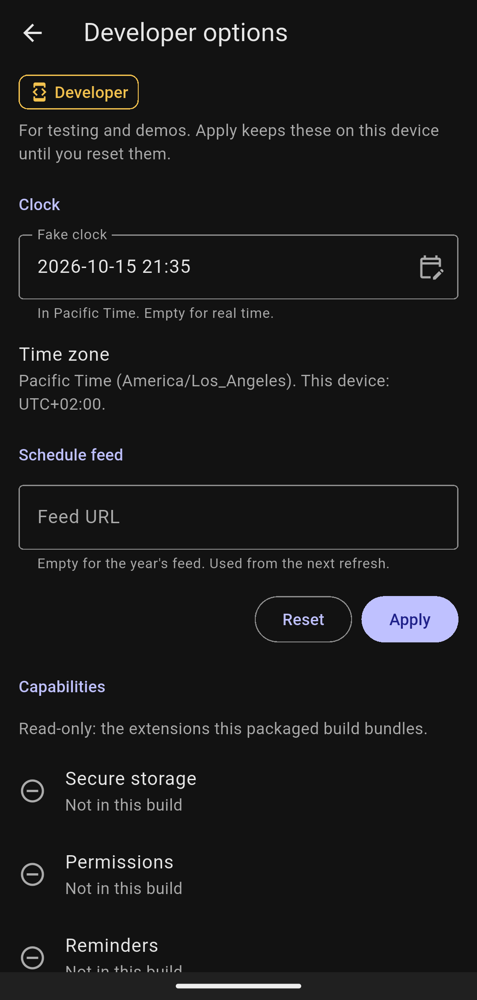 Developer options
Developer
For testing and demos. Apply keeps these on this device
until you reset them.
Clock
Fake clock
2026-10-15 21:35
In Pacific Time. Empty for real time.
Time zone
Pacific Time (America/Los_Angeles). This device:
UTC+02:00.
Schedule feed
Feed URL
Empty for the year's feed. Used from the next refresh.
Reset
Apply
Capabilities
Read-only: the extensions this packaged build bundles.
Secure storage
Not in this build
Permissions
Not in this build
Reminders
Not in this build